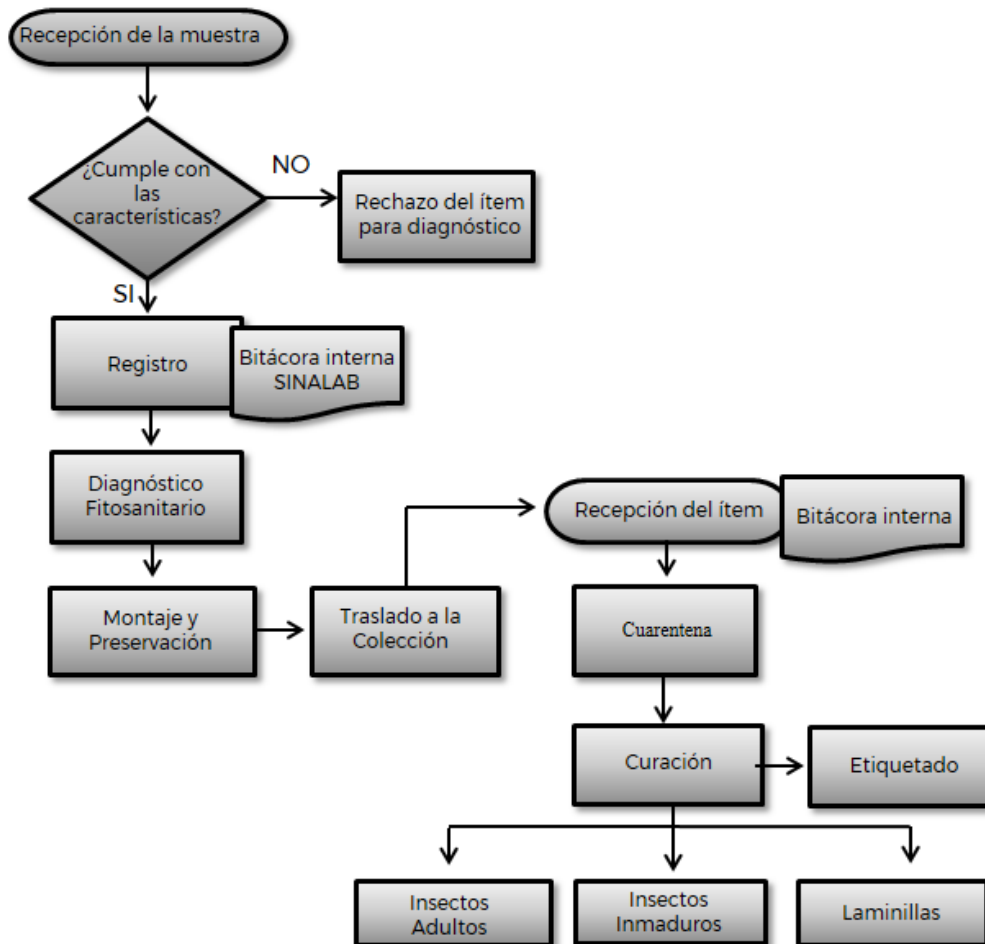 Recepción de la muestra
¿Cumple con
las
características?
NO
Rechazo del ítem
para diagnóstico
SI
Registro
Bitácora interna
SINALAB
Diagnóstico
Fitosanitario
Montaje y
Preservación
Traslado a la
Colección
Recepción del ítem
Bitácora interna
Cuarentena
Curación
Etiquetado
Insectos
Adultos
Insectos
Inmaduros
Laminillas